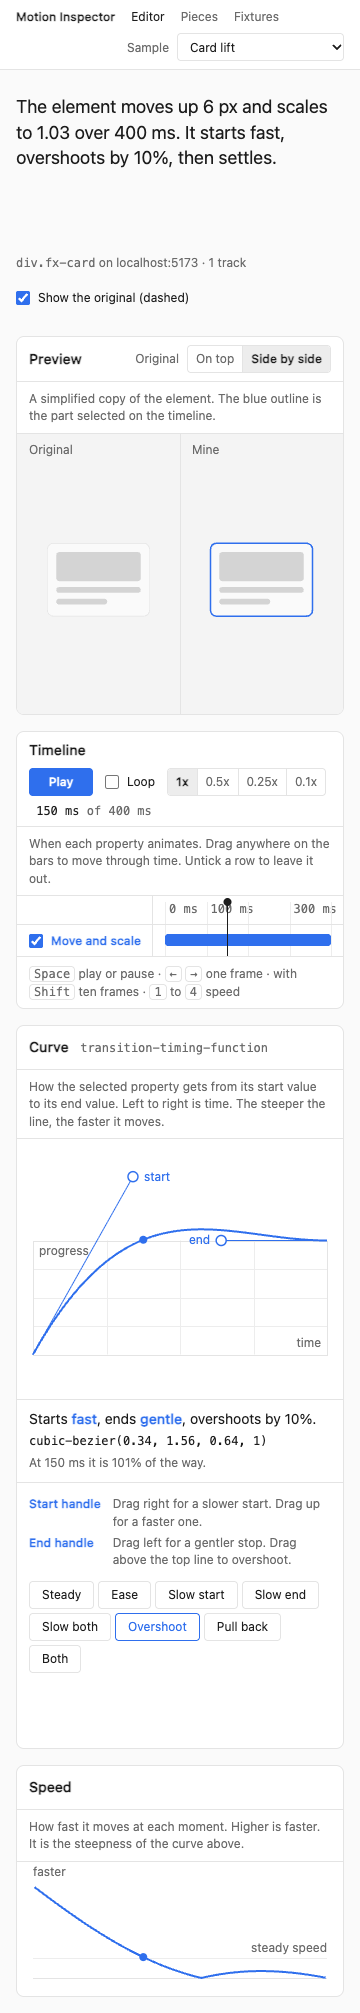 Motion Inspector Editor Pieces Fixtures
Sample Card lift
The element moves up 6 px and scales
to 1.03 over 400 ms. It starts fast,
overshoots by 10%, then settles.
div.fx-card on localhost:5173 · 1 track
Show the original (dashed)
Preview Original On top Side by side
A simplified copy of the element. The blue outline is
the part selected on the timeline.
Original Mine
Timeline
Play Loop 1x 0.5x 0.25x 0.1x
150 ms of 400 ms
When each property animates. Drag anywhere on the
bars to move through time. Untick a row to leave it
out.
0 ms 100 ms 300 ms
Move and scale
Space play or pause · ← → one frame · with
Shift ten frames · 1 to 4 speed
Curve transition-timing-function
How the selected property gets from its start value
to its end value. Left to right is time. The steeper the
line, the faster it moves.
start
end
progress
time
Starts fast, ends gentle, overshoots by 10%.
cubic-bezier(0.34, 1.56, 0.64, 1)
At 150 ms it is 101% of the way.
Start handle Drag right for a slower start. Drag up
for a faster one.
End handle Drag left for a gentler stop. Drag
above the top line to overshoot.
Steady Ease Slow start Slow end
Slow both Overshoot Pull back
Both
Speed
How fast it moves at each moment. Higher is faster.
It is the steepness of the curve above.
faster
steady speed